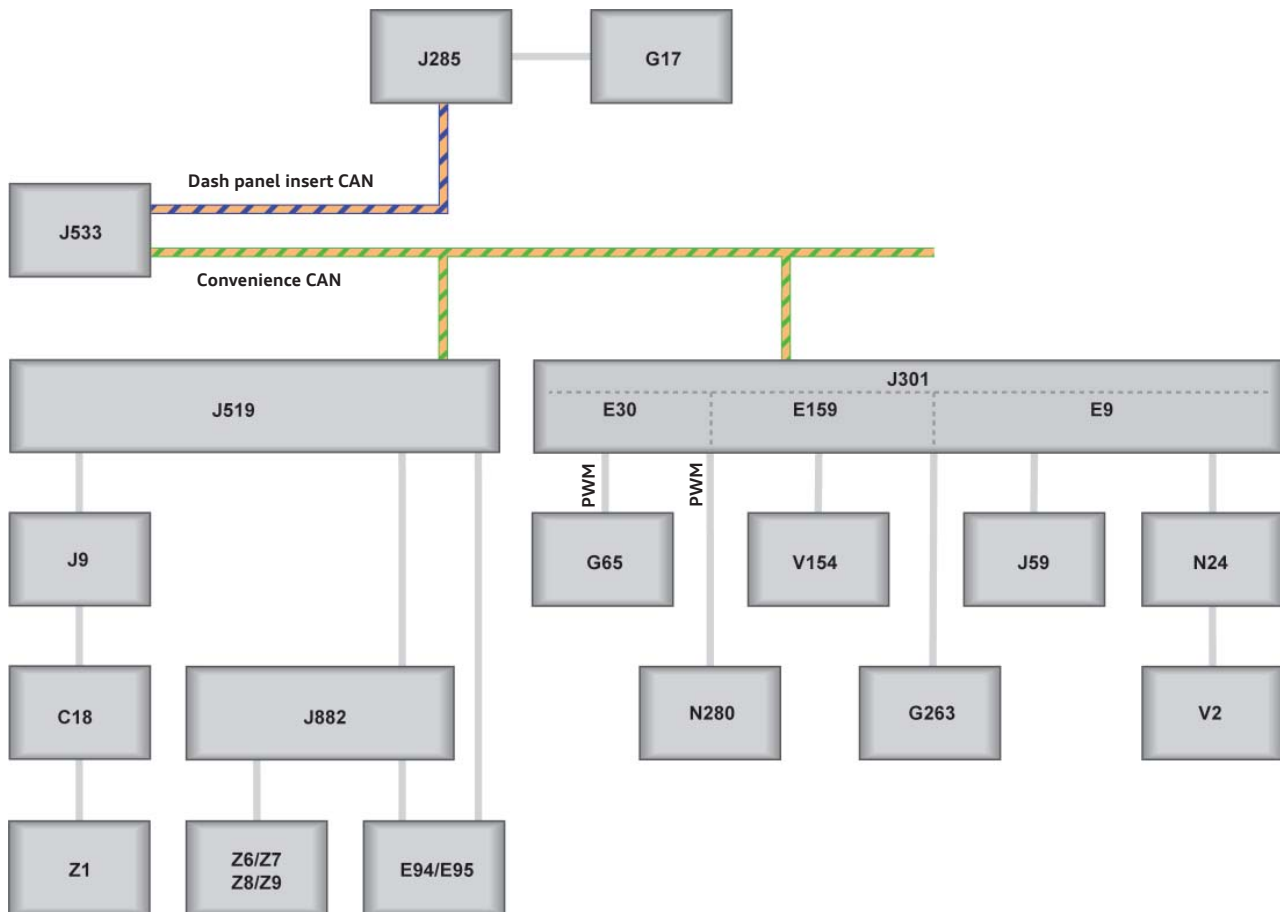 J285
G17
Dash panel insert CAN
J533
Convenience CAN
J519
J301
E30
E159
E9
PWM
PWM
J9
G65
V154
J59
N24
C18
J882
N280
G263
V2
Z1
Z6/Z7
Z8/Z9
E94/E95